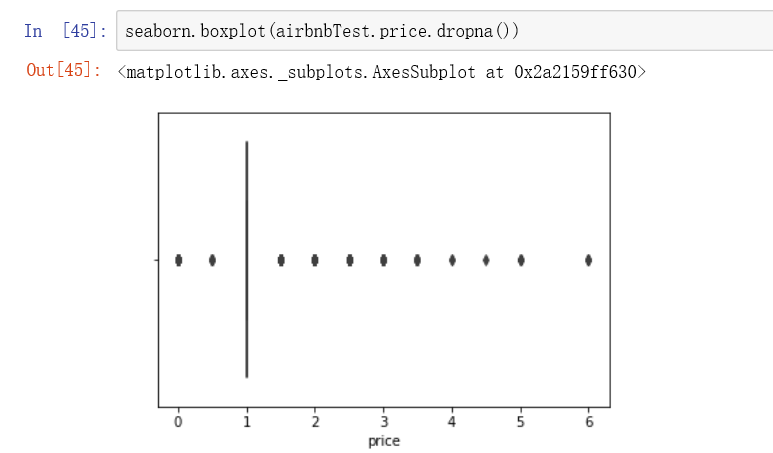 In [45]: seaborn.boxplot(airbnbTest.price.dropna())
Out[45]: <matplotlib.axes._subplots.AxesSubplot at 0x2a2159ff630>
0 1 2 3 4 5 6
price